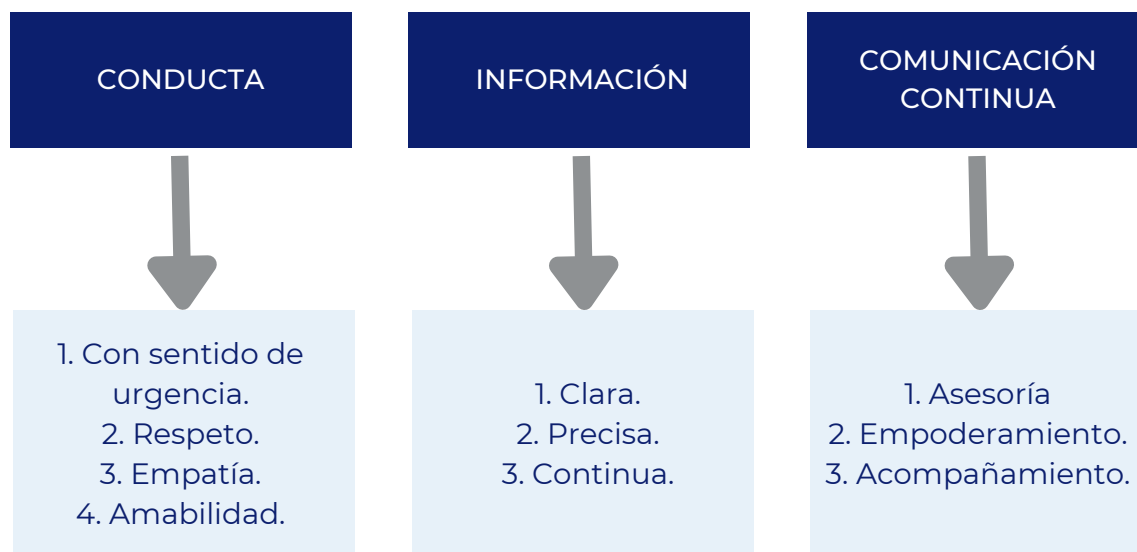 CONDUCTA
1. Con sentido de
urgencia.
2. Respeto.
3. Empatía.
4. Amabilidad.
INFORMACIÓN
1. Clara.
2. Precisa.
3. Continua.
COMUNICACIÓN
CONTINUA
1. Asesoría
2. Empoderamiento.
3. Acompañamiento.